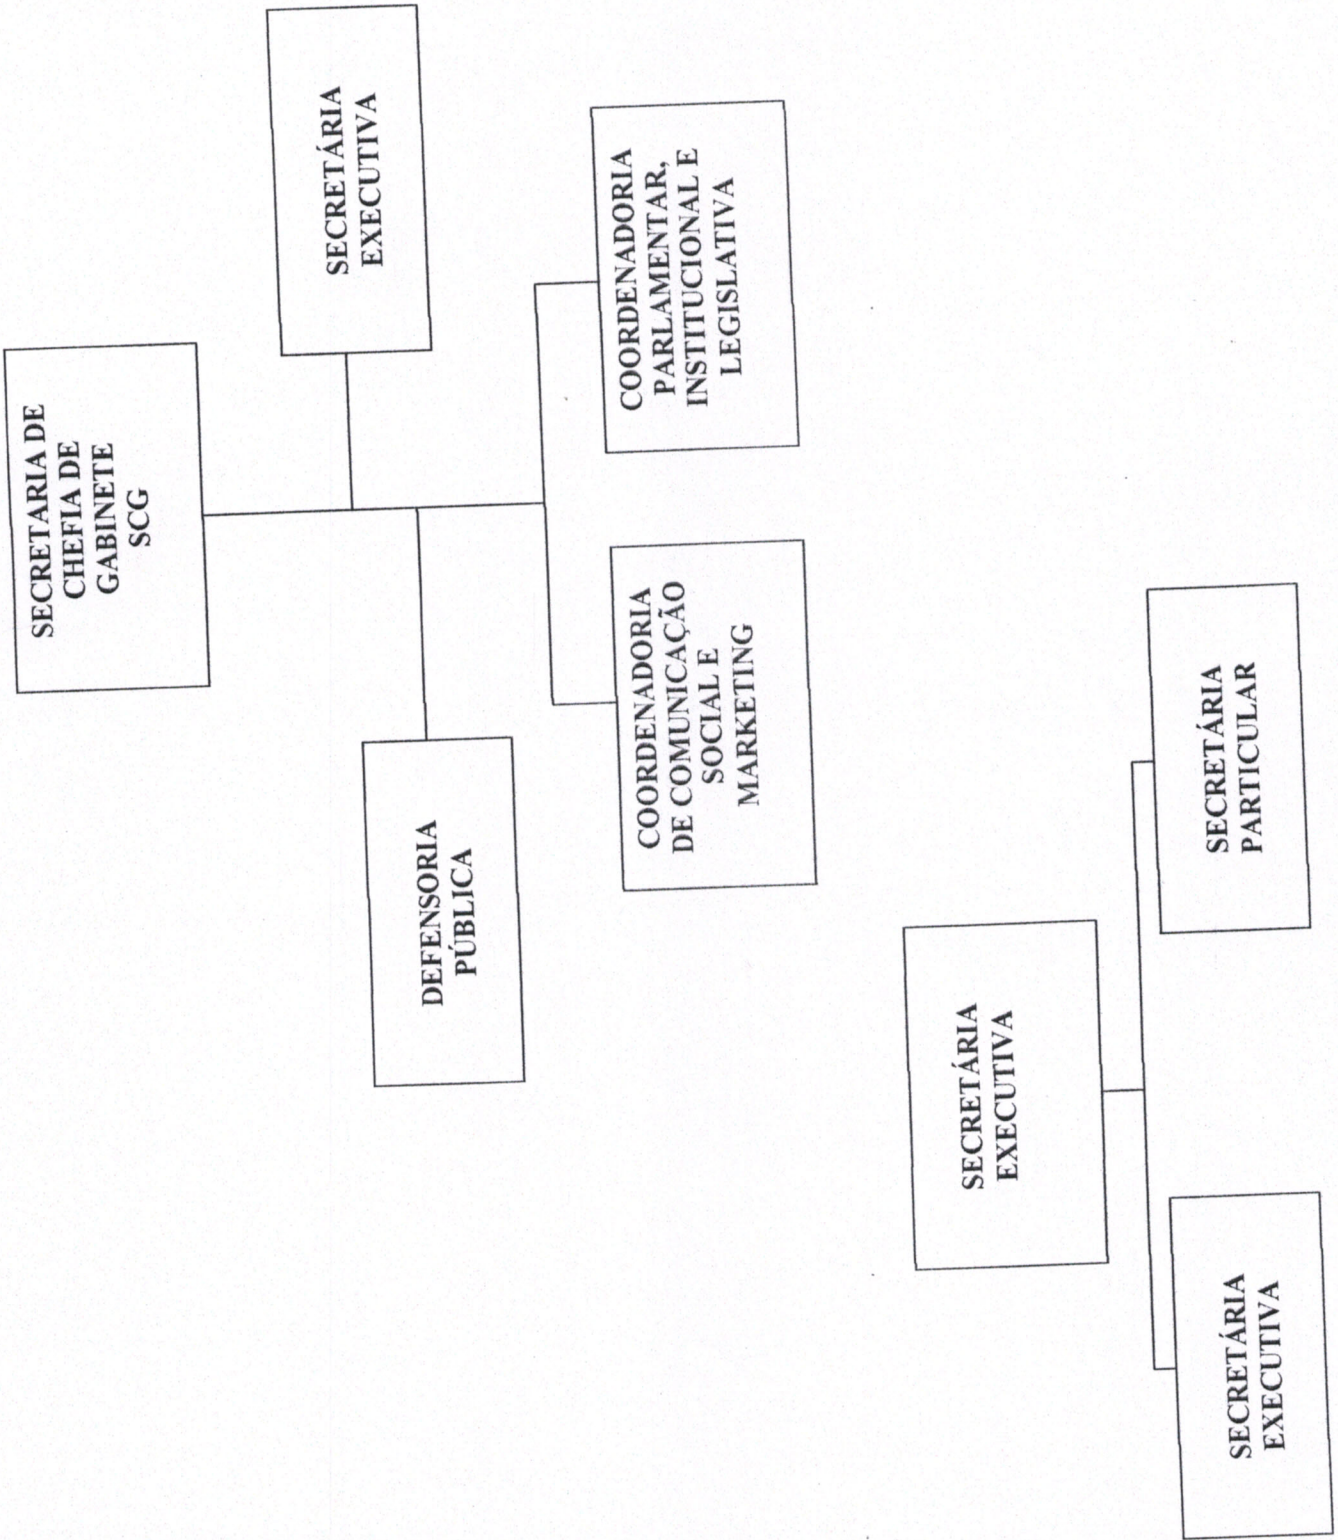 SECRETARIA DE
CHEFIA DE
GABINETE
SCG
SECRETÁRIA
EXECUTIVA
DEFENSORIA
PÚBLICA
COORDENADORIA
DE COMUNICAÇÃO
SOCIAL E
MARKETING
COORDENADORIA
PARLAMENTAR,
INSTITUCIONAL E
LEGISLATIVA
SECRETÁRIA
EXECUTIVA
SECRETÁRIA
EXECUTIVA
SECRETÁRIA
PARTICULAR